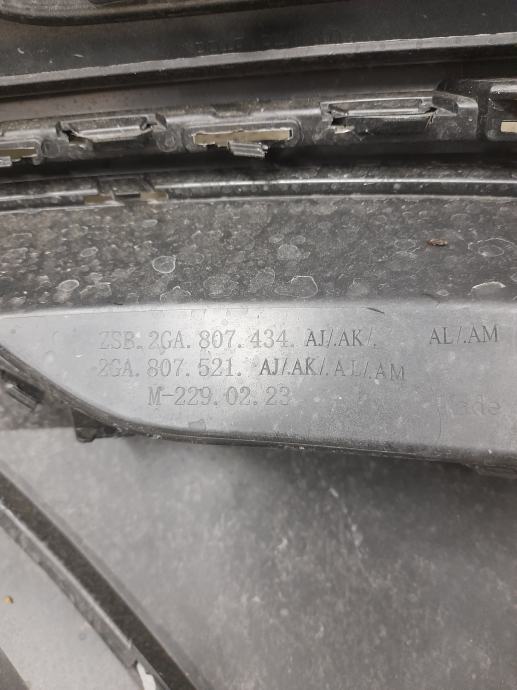 ZSB. 2GA. 807. 434. AJ/. AK/. AL/. AM
2GA. 807. 521. AJ/. AK/. AL/. AM
M-229. 02. 23